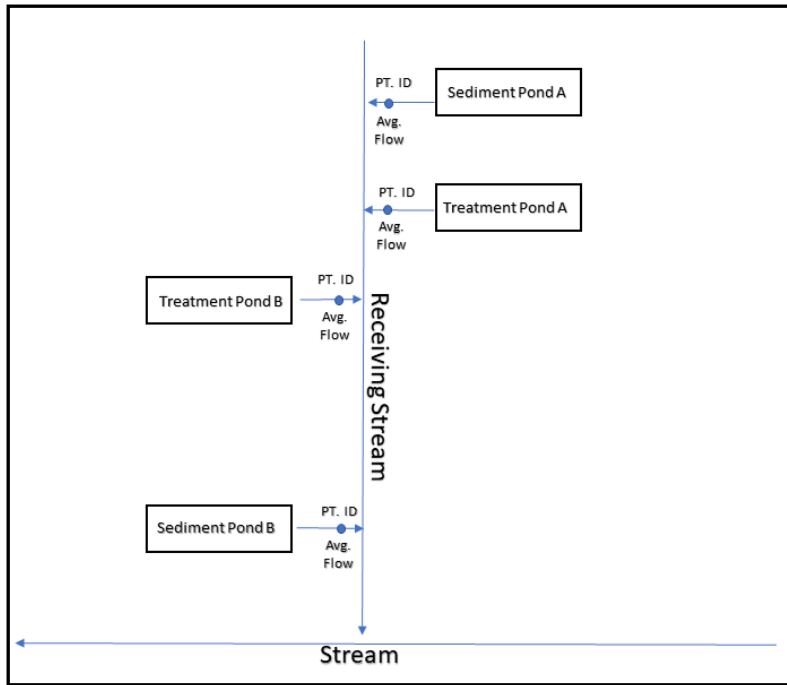 PT. ID
Sediment Pond A
Avg.
Flow
PT. ID
Treatment Pond A
Avg.
Flow
PT. ID
Treatment Pond B
Avg.
Flow
Receiving Stream
PT. ID
Sediment Pond B
Avg.
Flow
Stream